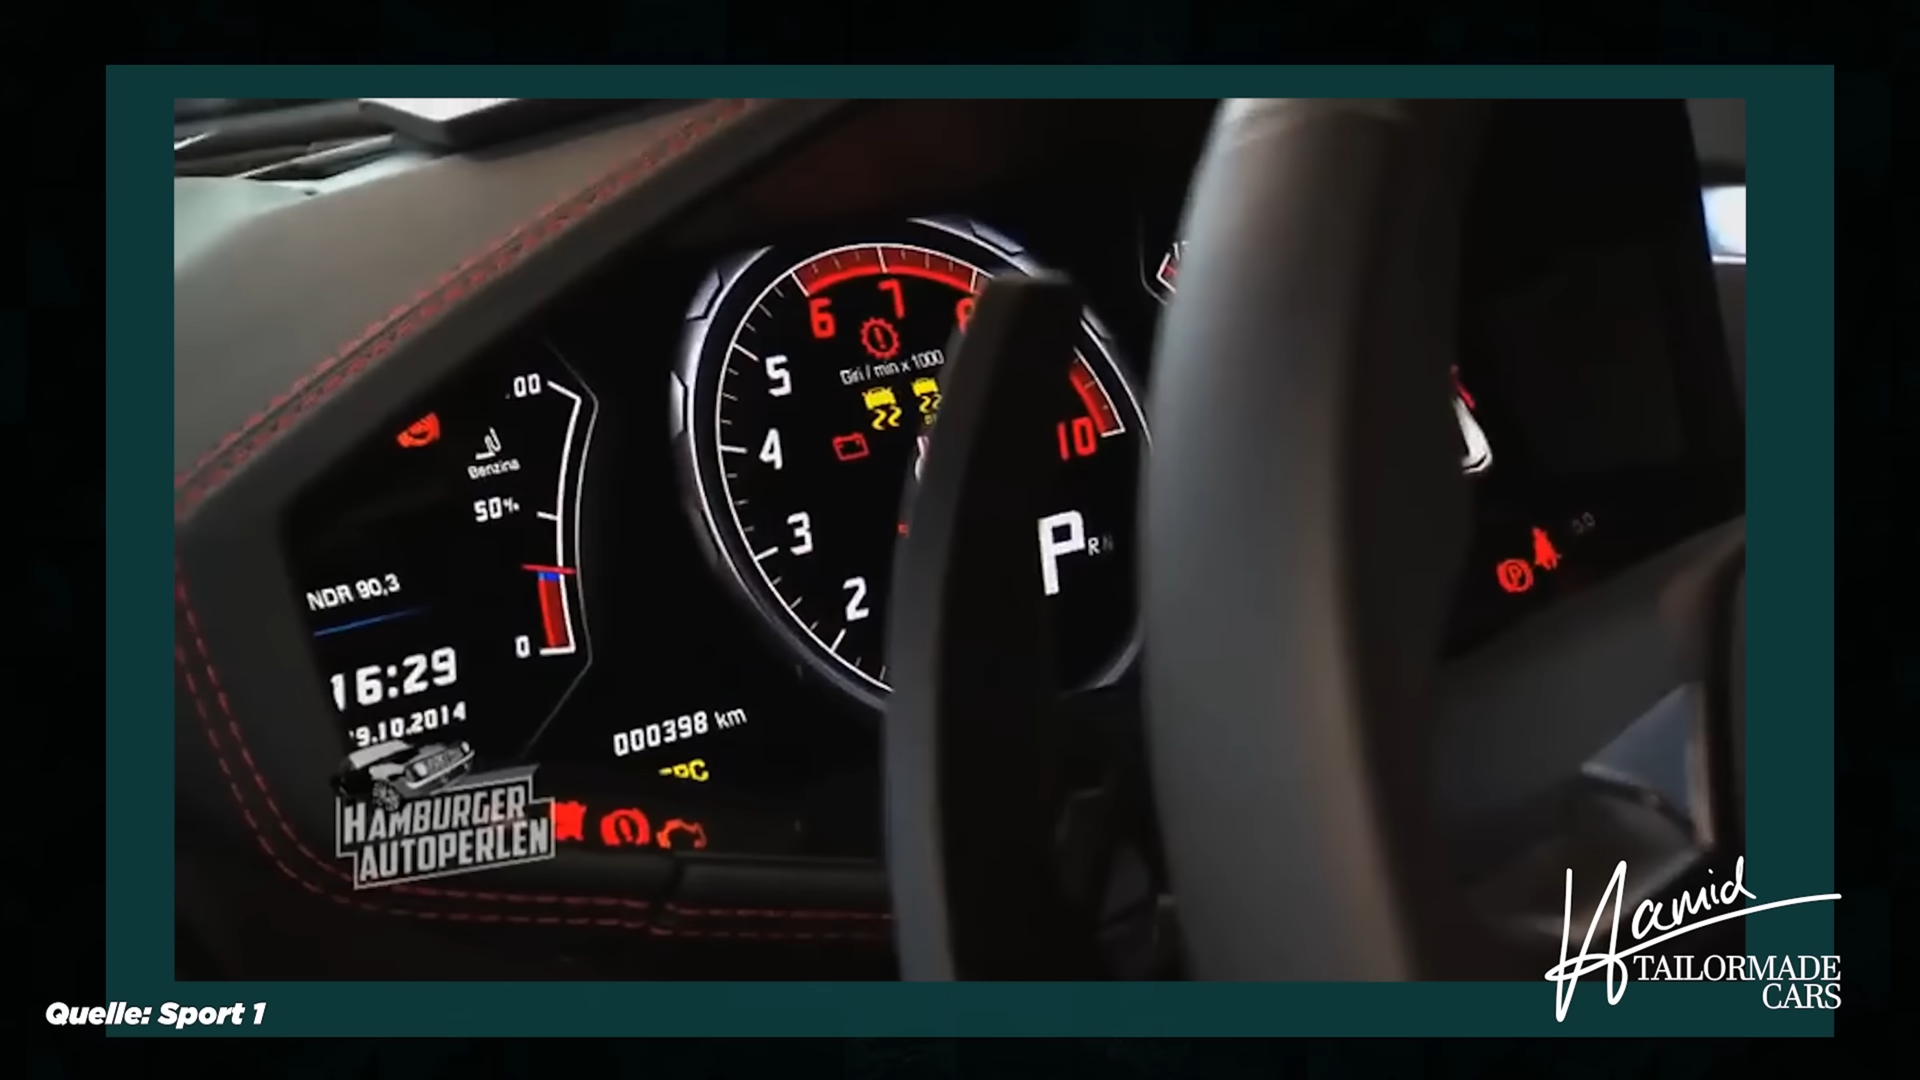 6
7
5
Giri / min x 1000
4
10
3
2
P
R N
.00
Benzina
50%
0
NDR 90,3
16:29
9.10.2014
000398 km
HAMBURGER
AUTOPERLEN
Hamid
TAILORMADE
CARS
Quelle: Sport 1